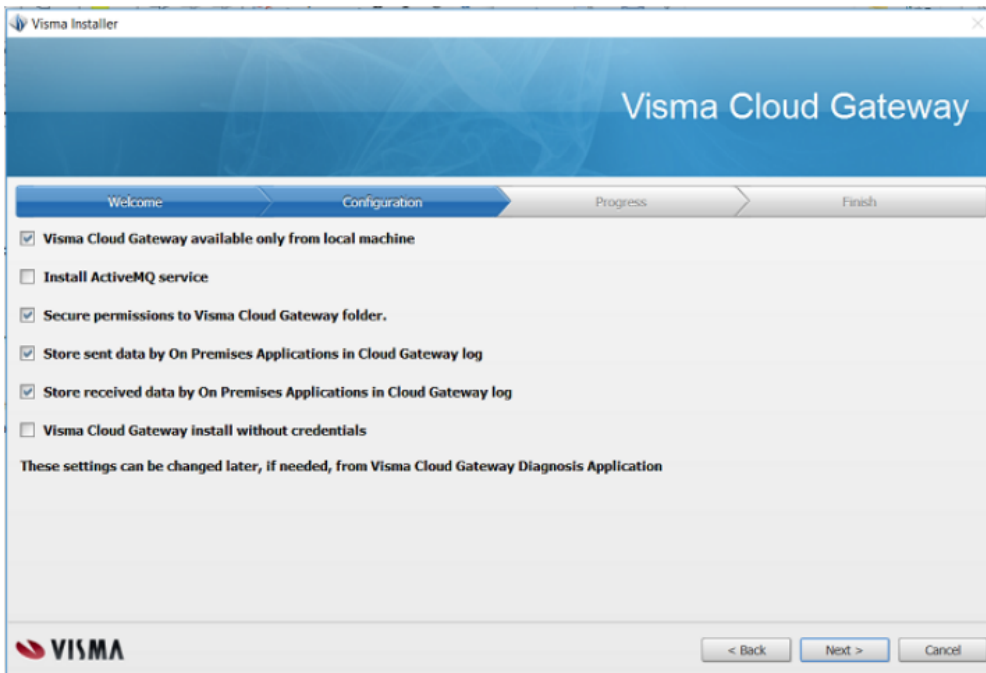 Visma Installer
Visma Cloud Gateway
Welcome Configuration Progress Finish
Visma Cloud Gateway available only from local machine
Install ActiveMQ service
Secure permissions to Visma Cloud Gateway folder.
Store sent data by On Premises Applications in Cloud Gateway log
Store received data by On Premises Applications in Cloud Gateway log
Visma Cloud Gateway install without credentials
These settings can be changed later, if needed, from Visma Cloud Gateway Diagnosis Application
VISMA
< Back Next > Cancel